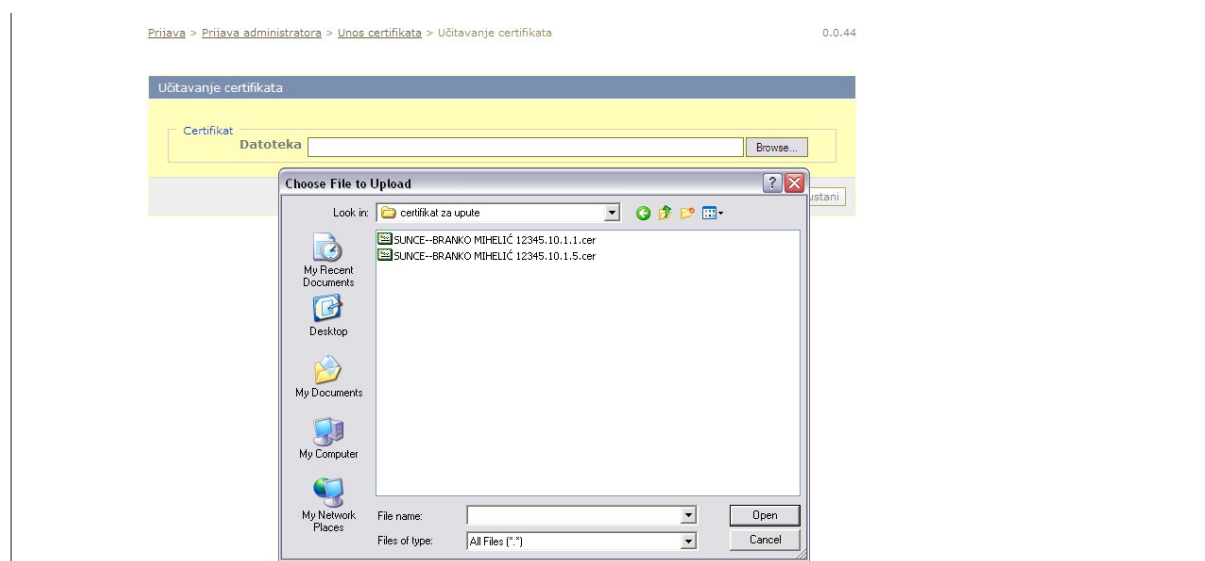 Prijava > Prijava administratora > Unos certifikata > Učitavanje certifikata 0.0.44
Učitavanje certifikata
Certifikat
Datoteka Browse...
ustani
Choose File to Upload
Look in: certifikat za upute
SUNCE--BRANKO MIHELIĆ 12345.10.1.1.cer
SUNCE--BRANKO MIHELIĆ 12345.10.1.5.cer
My Recent
Documents
Desktop
My Documents
My Computer
My Network
Places
File name: Open
Files of type: All Files (*.*) Cancel